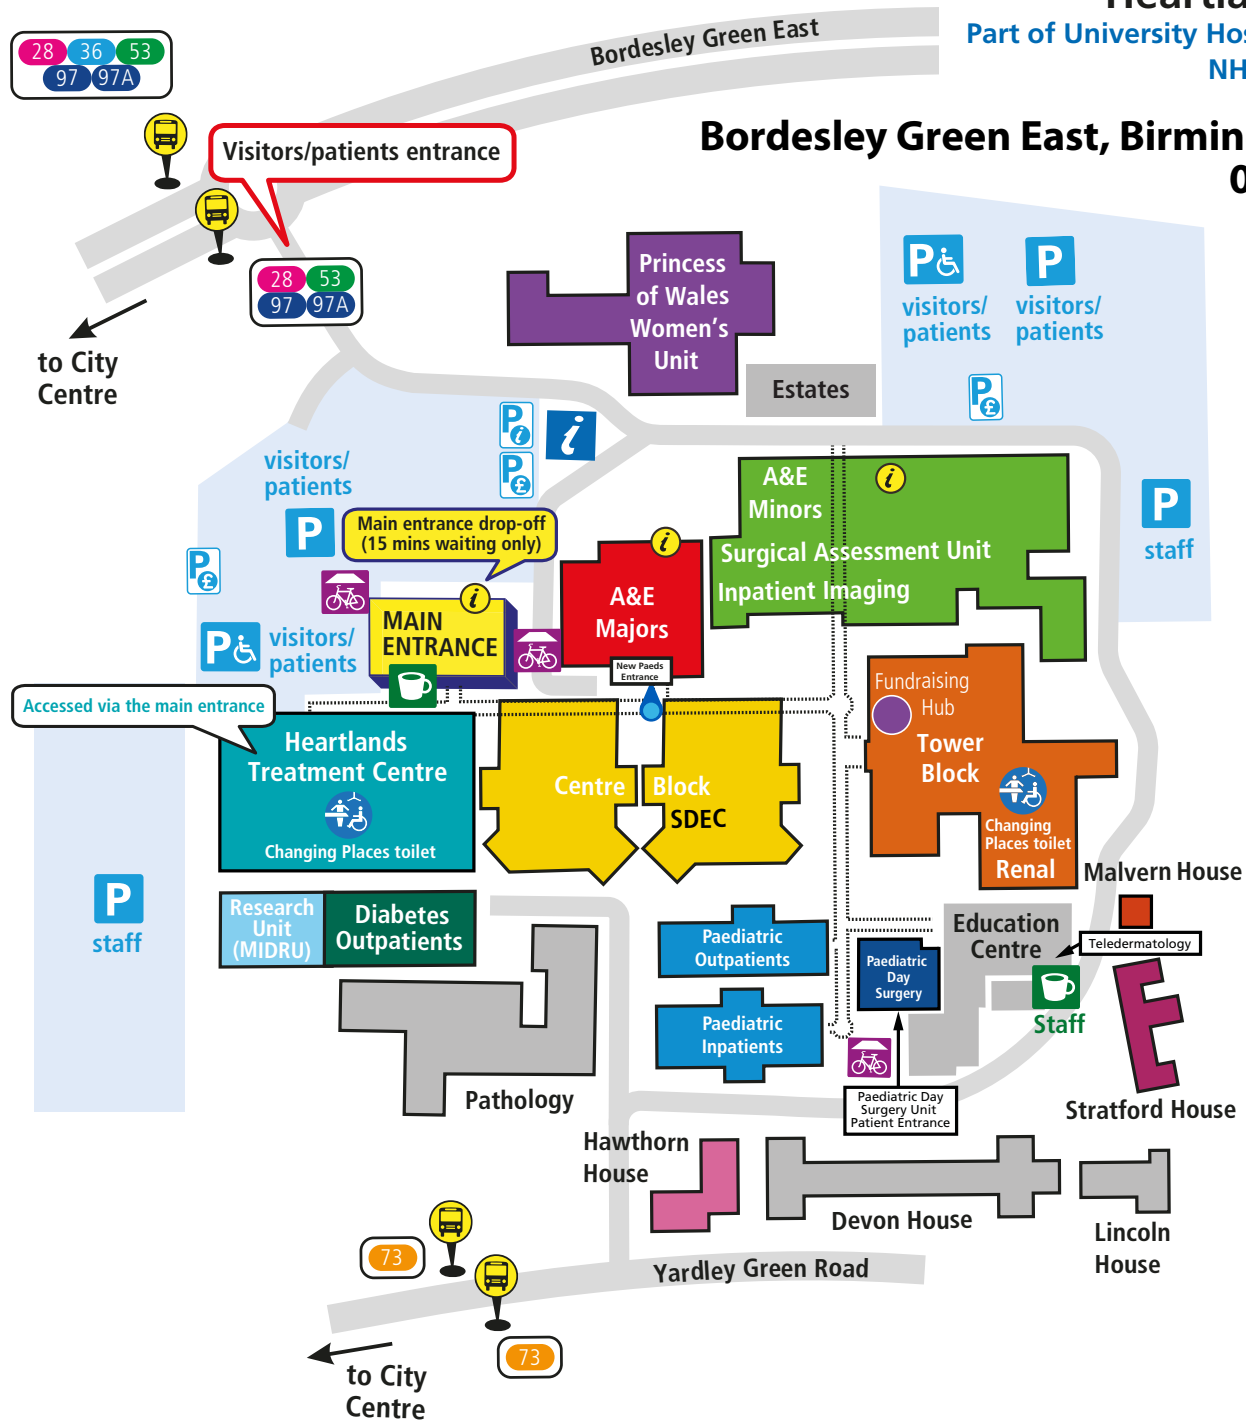 Heartla
Part of University Hos
NH
Bordesley Green East, Birmin
0
28 36 53
97 97A
Bordesley Green East
Visitors/patients entrance
28 53
97 97A
to City
Centre
Princess
of Wales
Women's
Unit
Estates
P
visitors/
patients
P
visitors/
patients
P
£
P
i
i
P
£
visitors/
patients
P
Main entrance drop-off
(15 mins waiting only)
P
£
P
visitors/
patients
i
MAIN
ENTRANCE
i
A&E
Majors
New Paeds
Entrance
i
A&E
Minors
Surgical Assessment Unit
Inpatient Imaging
P
staff
Accessed via the main entrance
Heartlands
Treatment Centre
Changing Places toilet
Centre Block
SDEC
Fundraising
Hub
Tower
Block
Changing
Places toilet
Renal
Malvern House
P
staff
Research
Unit
(MIDRU)
Diabetes
Outpatients
Paediatric
Outpatients
Paediatric
Day
Surgery
Education
Centre
Teledermatology
Staff
Paediatric
Inpatients
Pathology
Paediatric Day
Surgery Unit
Patient Entrance
Stratford House
Hawthorn
House
Devon House
Lincoln
House
73
Yardley Green Road
73
to City
Centre